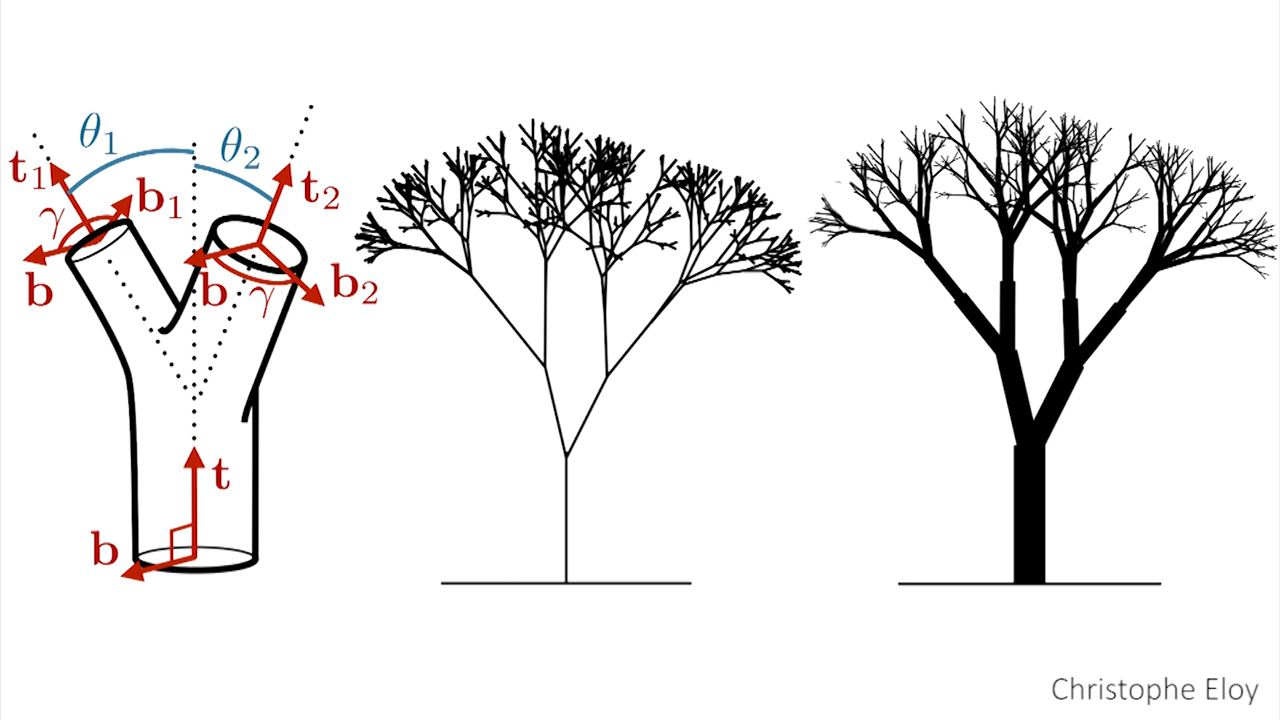 θ₁
θ₂
t₁
t₂
γ
b₁
b
b
γ
b₂
t
b
Christophe Eloy